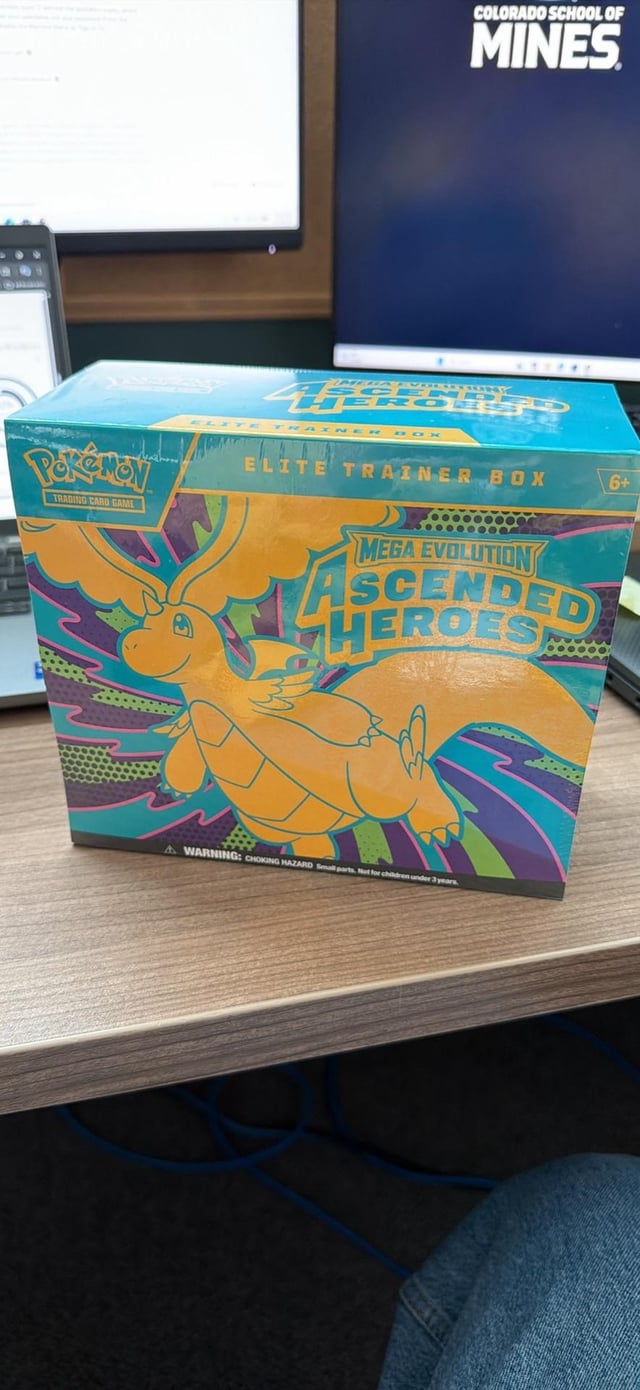 COLORADO SCHOOL OF
MINES
MEGA EVOLUTION
ASCENDED
HEROES
ELITE TRAINER BOX
POKéMON
TRADING CARD GAME
ELITE TRAINER BOX
6+
MEGA EVOLUTION
ASCENDED
HEROES
WARNING: CHOKING HAZARD Small parts. Not for children under 3 years.